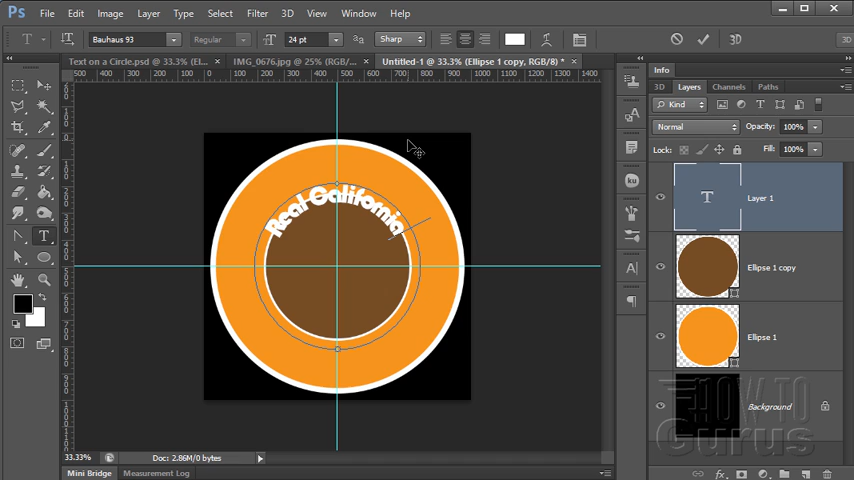 Ps File Edit Image Layer Type Select Filter 3D View Window Help
T Bauhaus 93 Regular 24 pt aa Sharp 3D
Text on a Circle.psd @ 33.3% (El... × IMG_0676.jpg @ 25% (RGB/... × Untitled-1 @ 33.3% (Ellipse 1 copy, RGB/8) * ×
Info
3D Layers Channels Paths
Kind
Normal Opacity: 100%
Lock: Fill: 100%
T Layer 1
Ellipse 1 copy
Ellipse 1
Background
Real California
HOW TO
Gurus
33.33% Doc: 2.86M/0 bytes
Mini Bridge Measurement Log